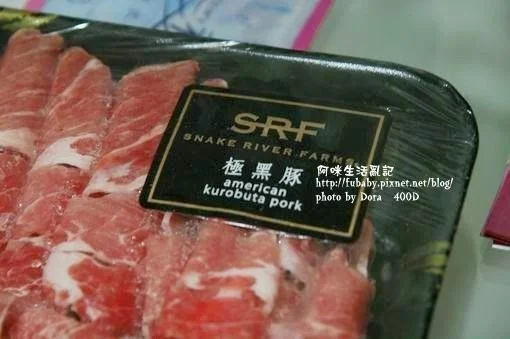 SRF
SNAKE RIVER FARMS
極黑豚
american
kurobuta pork
阿咪生活亂記
http://fubaby.pixnet.net/blog/
photo by Dora 400D